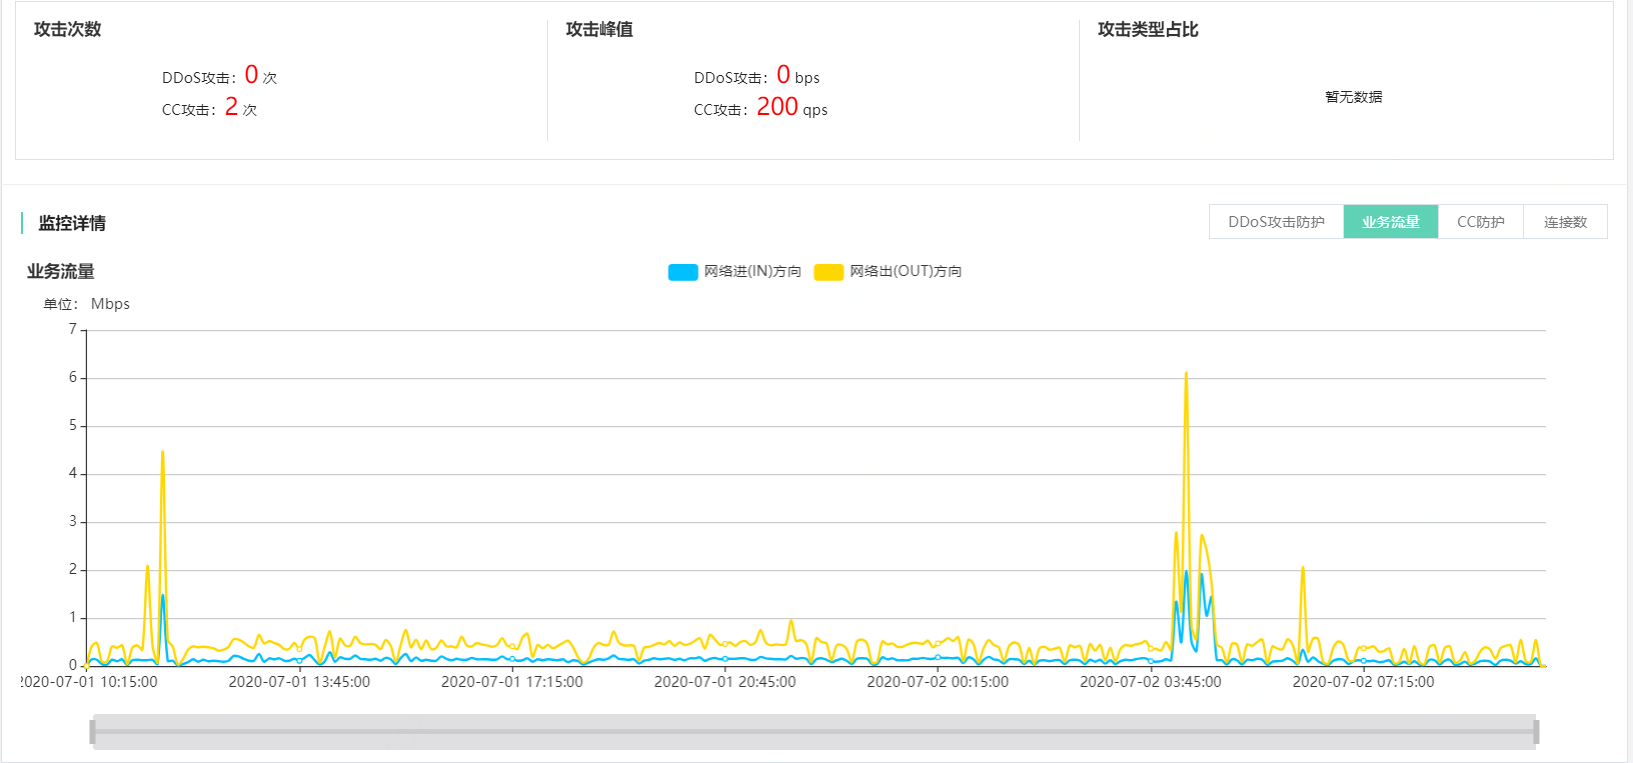 攻击次数
DDoS攻击：0 次
CC攻击：2 次
攻击峰值
DDoS攻击：0 bps
CC攻击：200 qps
攻击类型占比
暂无数据
监控详情
DDoS攻击防护 业务流量 CC防护 连接数
业务流量
网络进(IN)方向 网络出(OUT)方向
单位： Mbps
7
6
5
4
3
2
1
0
2020-07-01 10:15:00 2020-07-01 13:45:00 2020-07-01 17:15:00 2020-07-01 20:45:00 2020-07-02 00:15:00 2020-07-02 03:45:00 2020-07-02 07:15:00